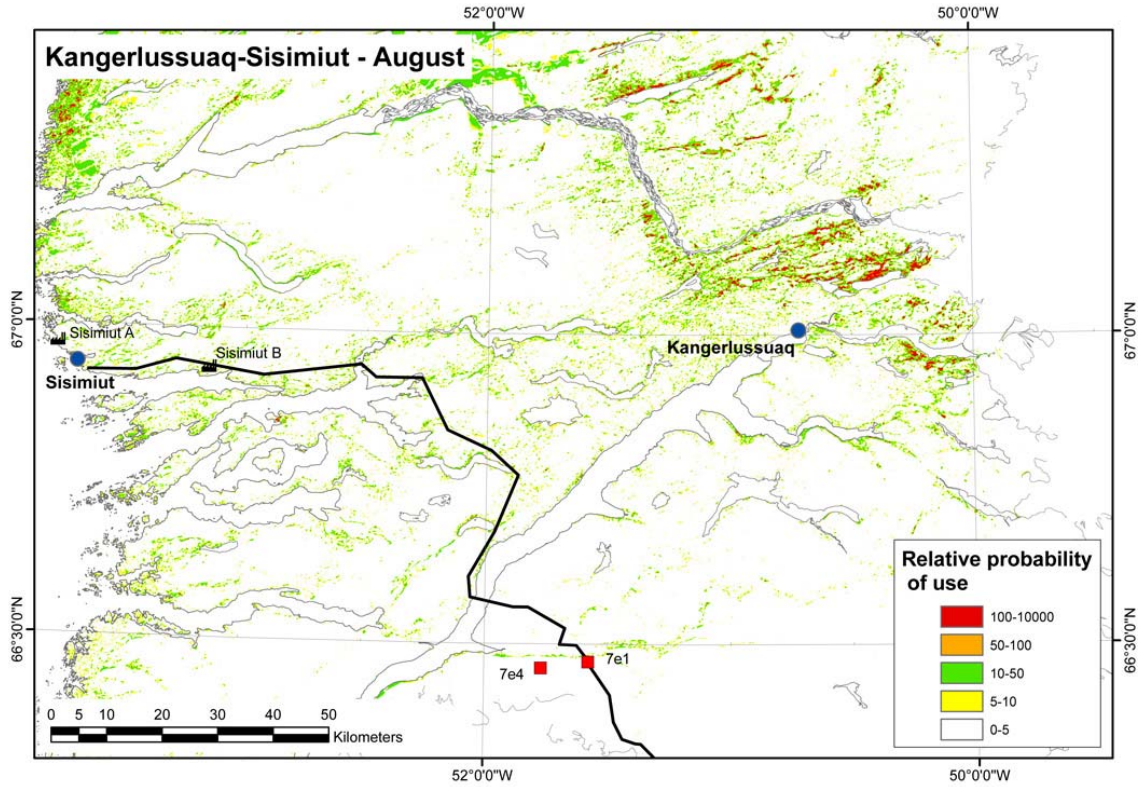 52°0'0"W
50°0'0"W
Kangerlussuaq-Sisimiut - August
67°0'0"N
67°0'0"N
Sisimiut A
Sisimiut B
Kangerlussuaq
Sisimiut
Relative probability
of use
100-10000
50-100
10-50
5-10
0-5
66°30'0"N
66°30'0"N
7e4
7e1
0 5 10 20 30 40 50
Kilometers
52°0'0"W
50°0'0"W